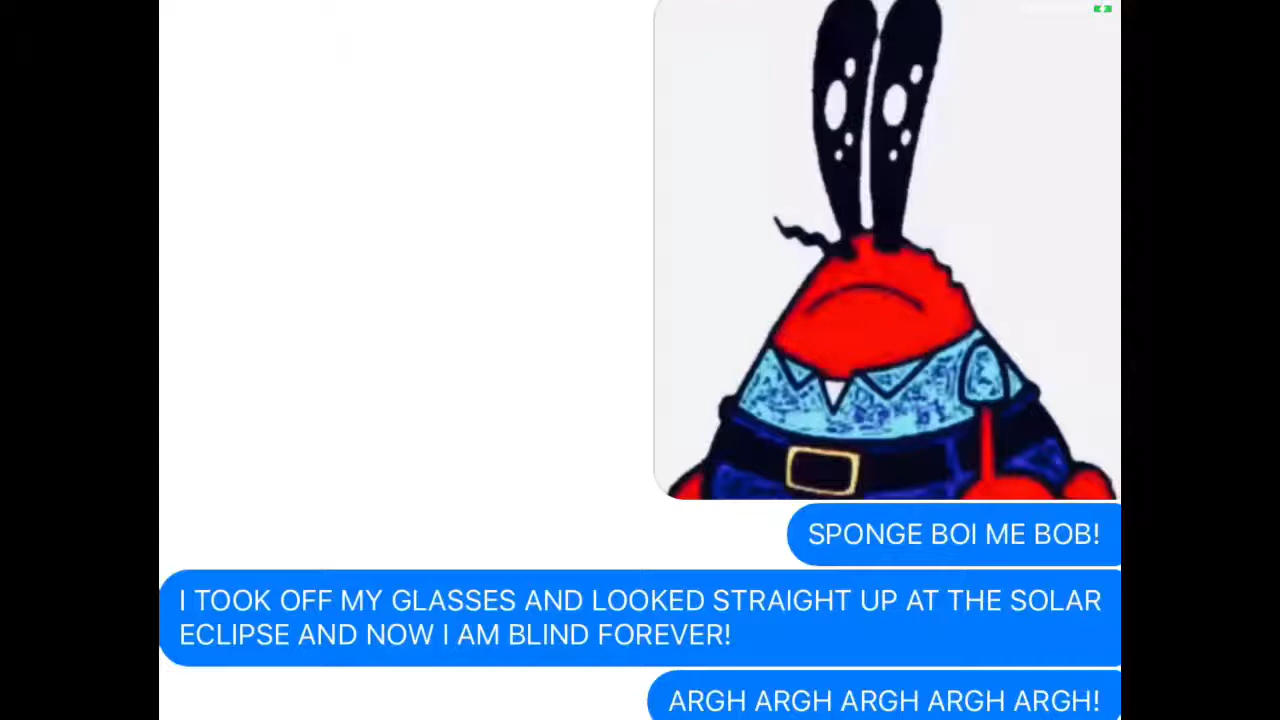 SPONGE BOI ME BOB!
I TOOK OFF MY GLASSES AND LOOKED STRAIGHT UP AT THE SOLAR
ECLIPSE AND NOW I AM BLIND FOREVER!
ARGH ARGH ARGH ARGH ARGH!